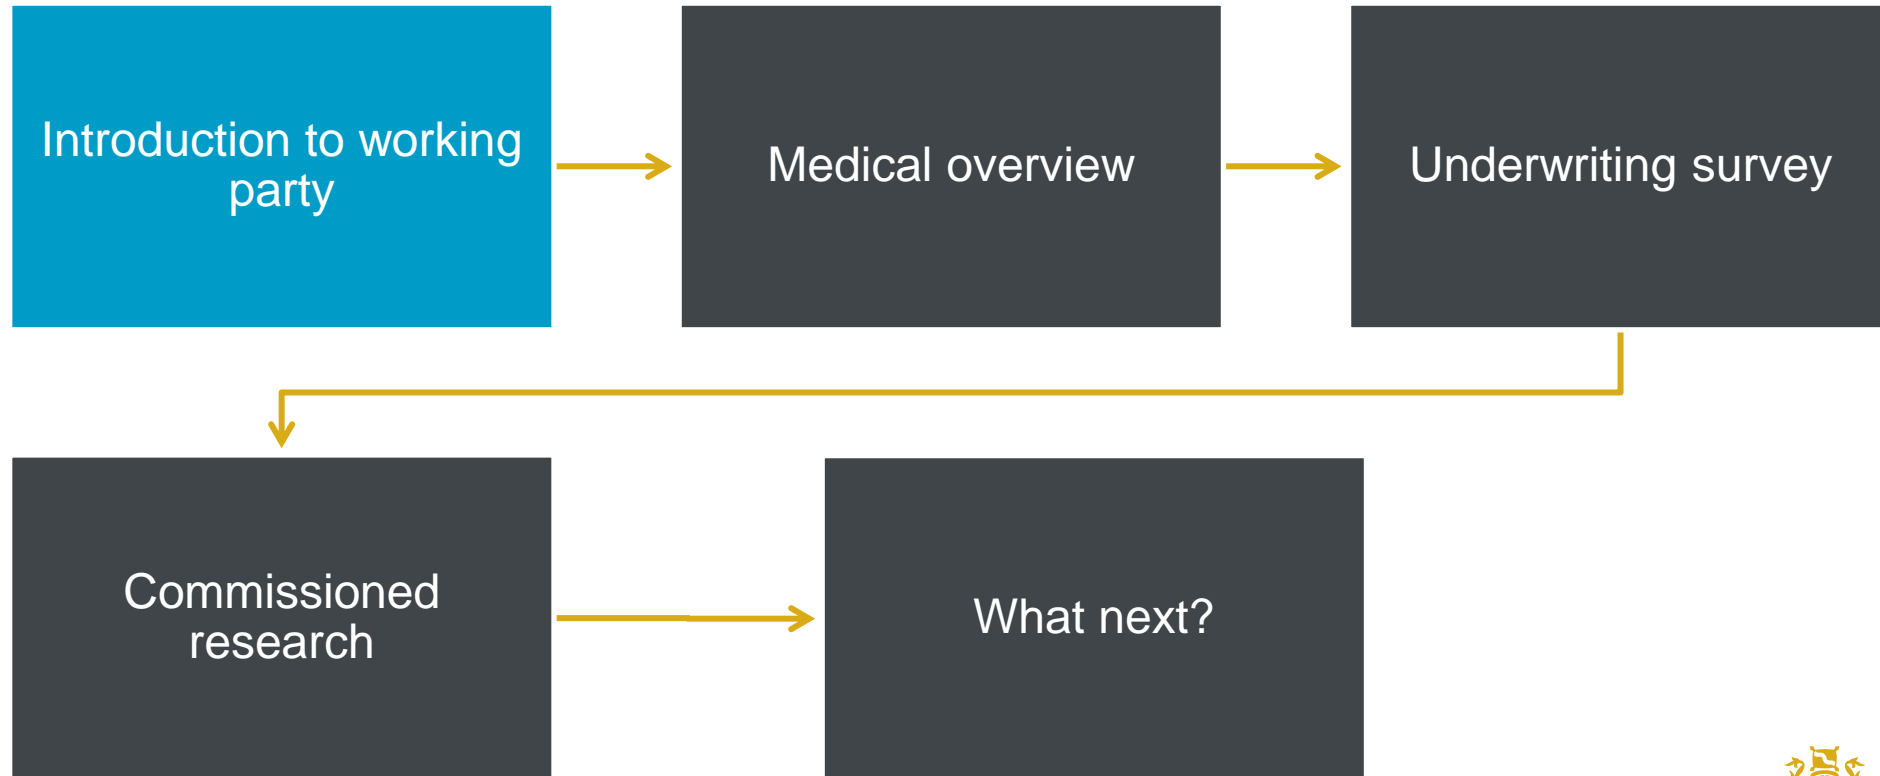 Introduction to working
party
Medical overview
Underwriting survey
Commissioned
research
What next?